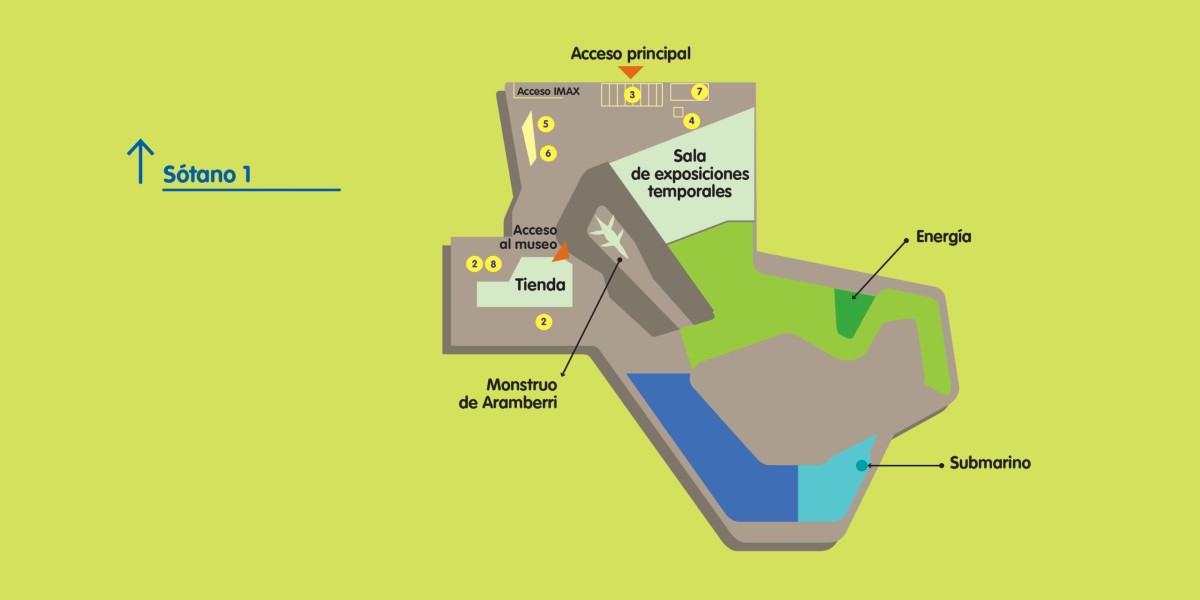 Acceso principal
Acceso IMAX
3
7
4
5
6
Sala
de exposiciones
temporales
Sótano 1
Acceso
al museo
Energía
2
8
Tienda
2
Monstruo
de Aramberri
Submarino